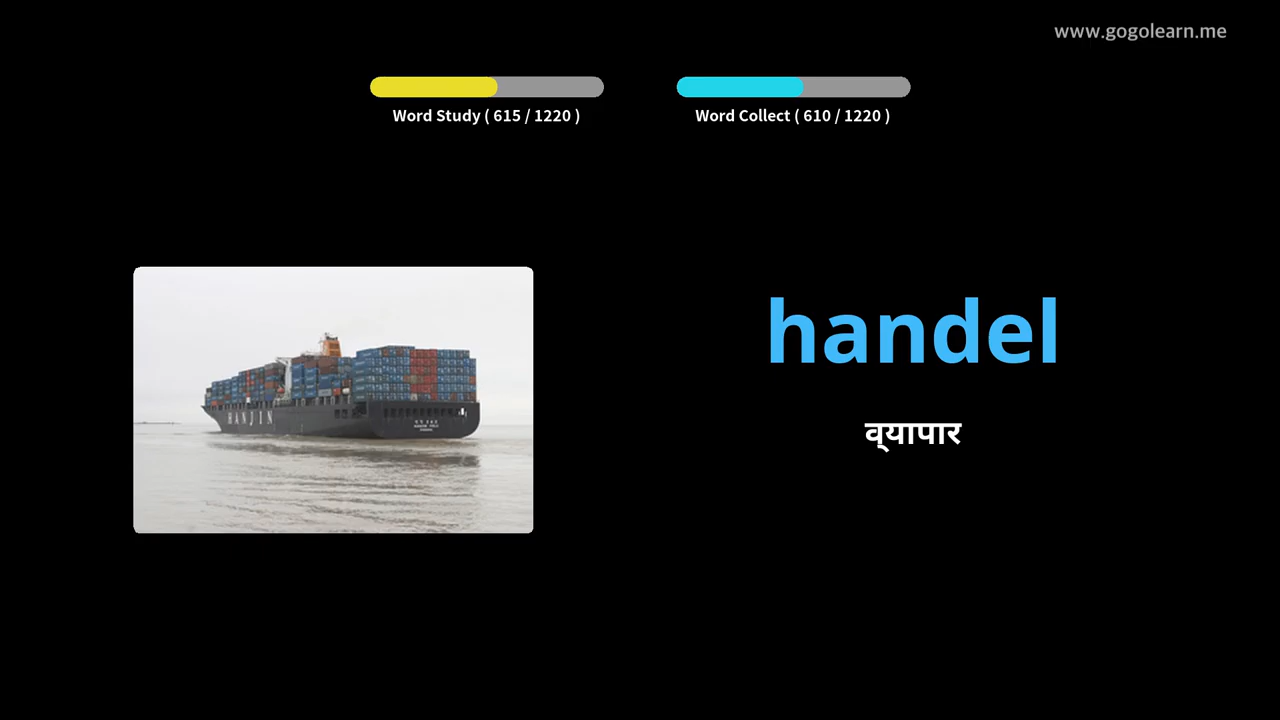 www.gogolearn.me
Word Study ( 615 / 1220 )
Word Collect ( 610 / 1220 )
HANJIN
handel
व्यापार